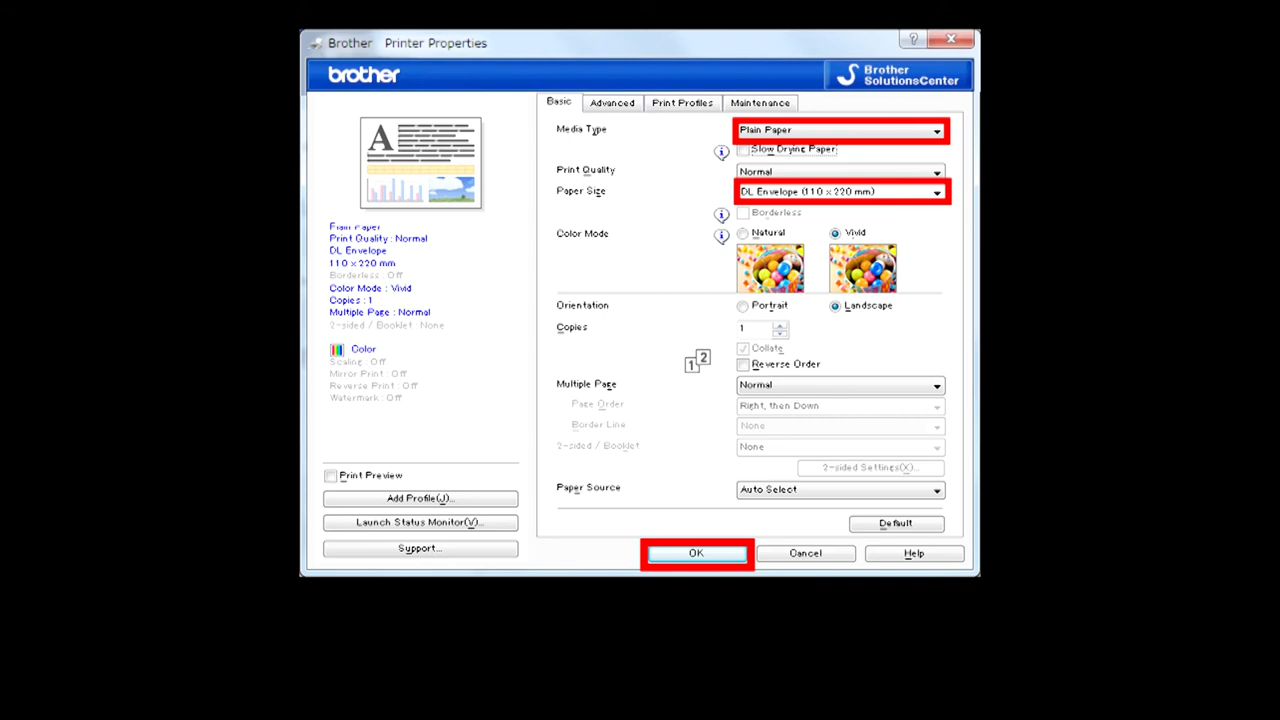 Brother Printer Properties
brother
Brother
SolutionsCenter
Basic
Advanced
Print Profiles
Maintenance
A
Plain Paper
Print Quality : Normal
DL Envelope
110 x 220 mm
Borderless : Off
Color Mode : Vivid
Copies : 1
Multiple Page : Normal
2-sided / Booklet : None
Color
Scaling : Off
Mirror Print : Off
Reverse Print : Off
Watermark : Off
Print Preview
Add Profile(J)...
Launch Status Monitor(V)...
Support...
Media Type
Plain Paper
Slow Drying Paper
Print Quality
Normal
Paper Size
DL Envelope (110 x 220 mm)
Borderless
Color Mode
Natural
Vivid
Orientation
Portrait
Landscape
Copies
1
Collate
1 2
Reverse Order
Multiple Page
Normal
Page Order
Right, then Down
Border Line
None
2-sided / Booklet
None
2-sided Settings(X)...
Paper Source
Auto Select
Default
OK
Cancel
Help